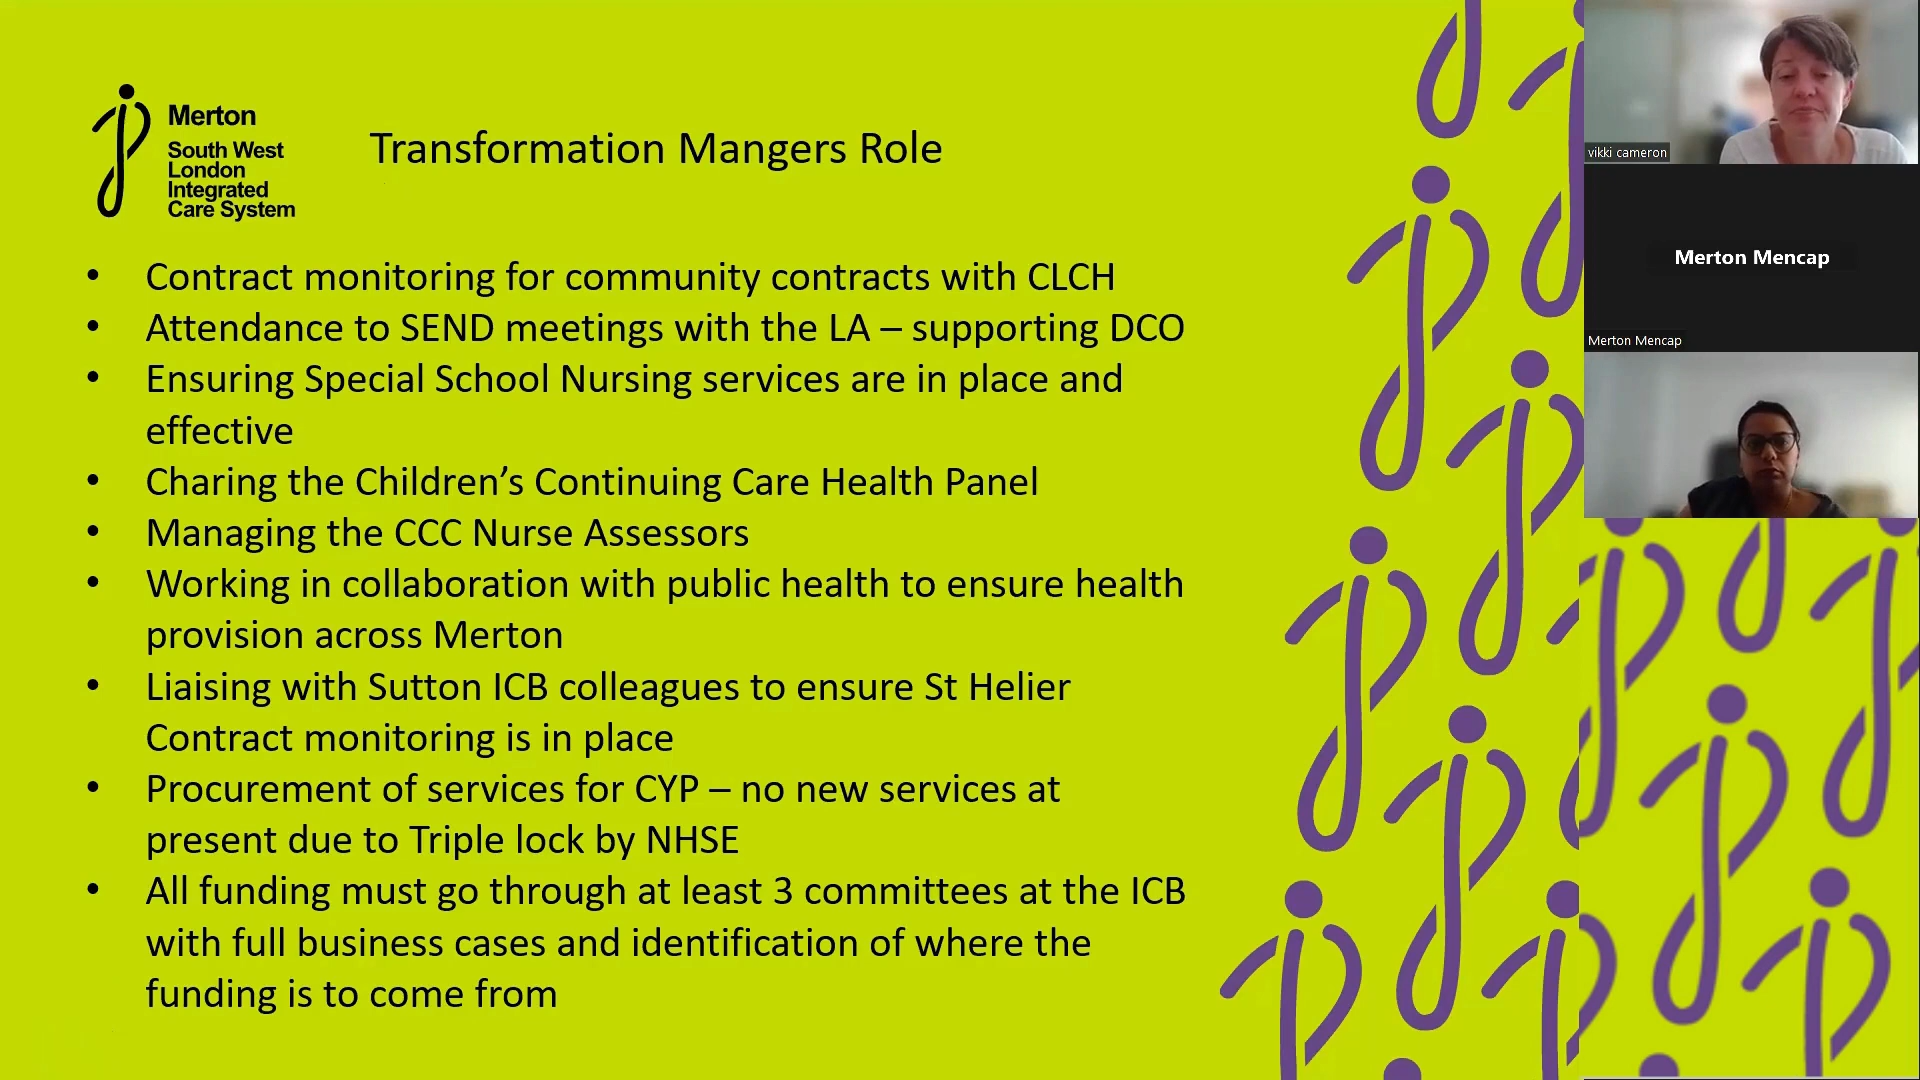 Merton
South West
London
Integrated
Care System
Transformation Mangers Role
• Contract monitoring for community contracts with CLCH
• Attendance to SEND meetings with the LA – supporting DCO
• Ensuring Special School Nursing services are in place and
effective
• Charing the Children’s Continuing Care Health Panel
• Managing the CCC Nurse Assessors
• Working in collaboration with public health to ensure health
provision across Merton
• Liaising with Sutton ICB colleagues to ensure St Helier
Contract monitoring is in place
• Procurement of services for CYP – no new services at
present due to Triple lock by NHSE
• All funding must go through at least 3 committees at the ICB
with full business cases and identification of where the
funding is to come from
vikki cameron
Merton Mencap
Merton Mencap